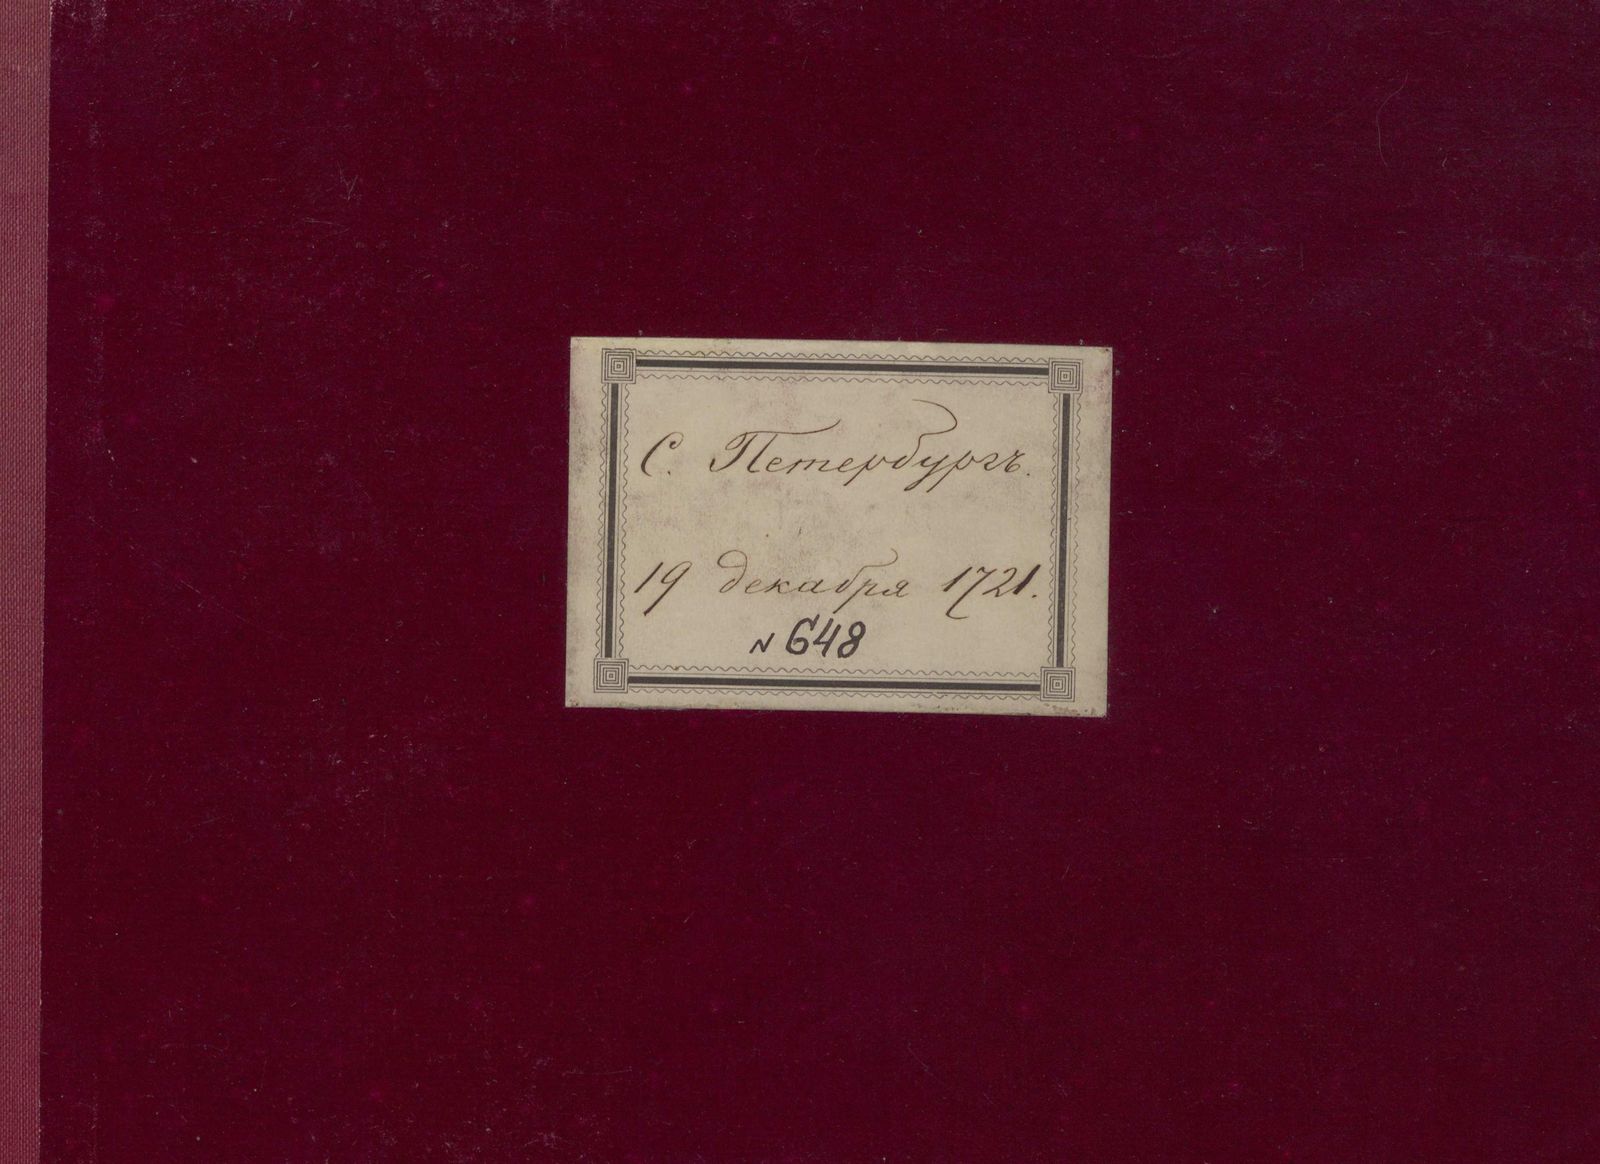 С. Петербургъ.
19 декабря 1721.
N 648